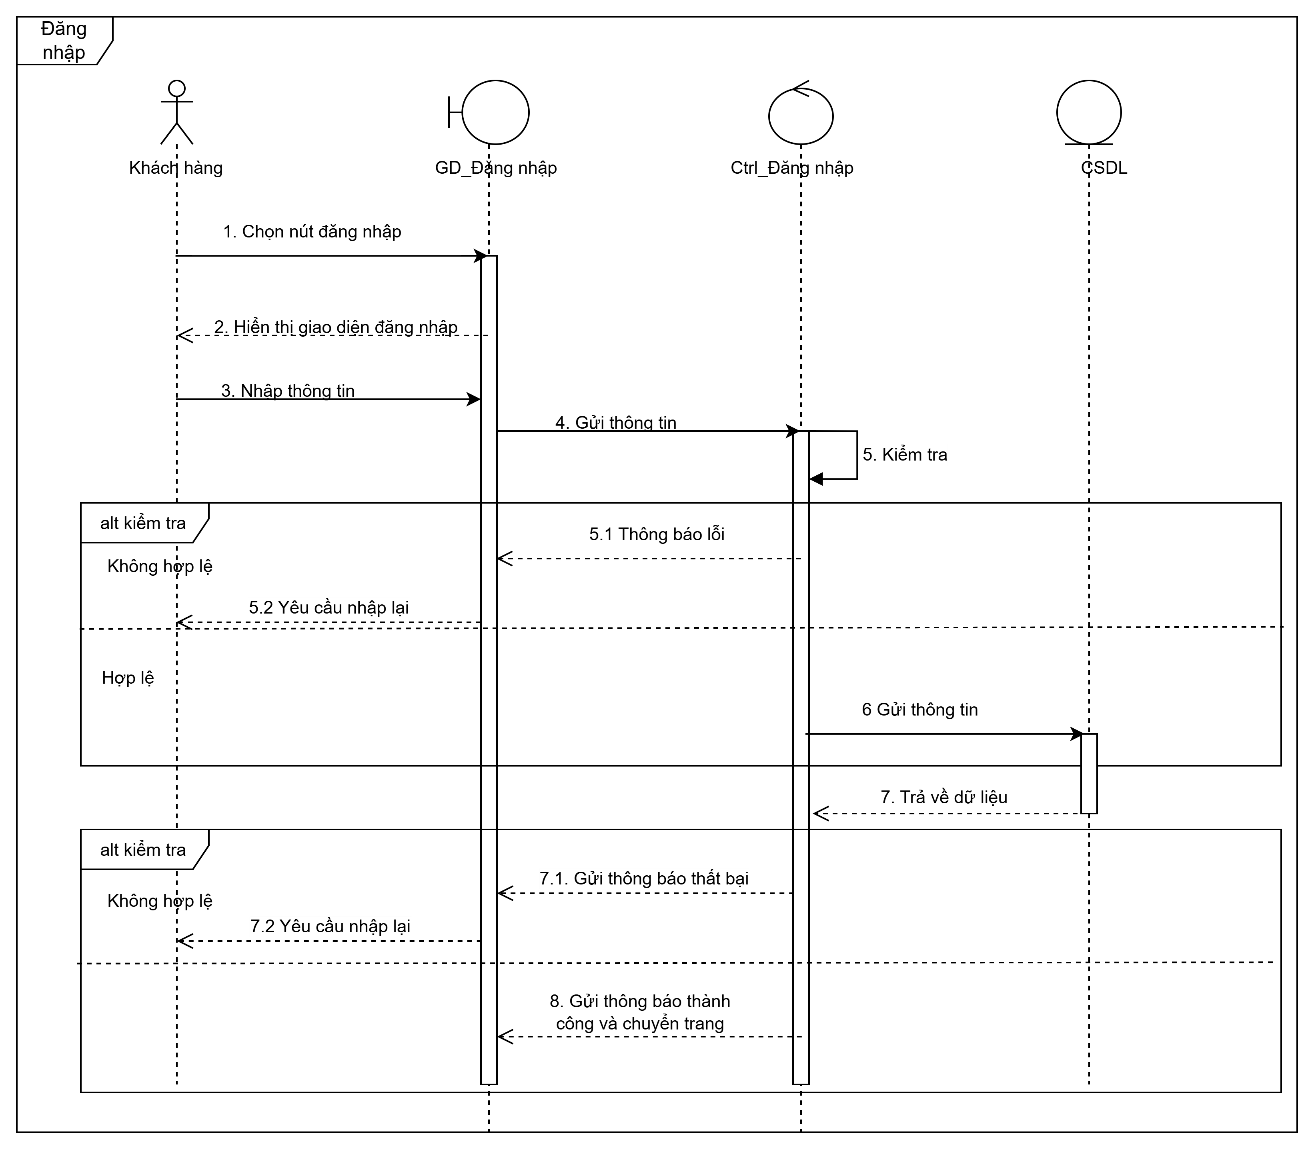 Đăng
nhập
Khách hàng
GD_Đăng nhập
Ctrl_Đăng nhập
CSDL
1. Chọn nút đăng nhập
2. Hiển thị giao diện đăng nhập
3. Nhập thông tin
4. Gửi thông tin
5. Kiểm tra
alt kiểm tra
5.1 Thông báo lỗi
Không hợp lệ
5.2 Yêu cầu nhập lại
Hợp lệ
6 Gửi thông tin
7. Trả về dữ liệu
alt kiểm tra
7.1. Gửi thông báo thất bại
Không hợp lệ
7.2 Yêu cầu nhập lại
8. Gửi thông báo thành
công và chuyển trang